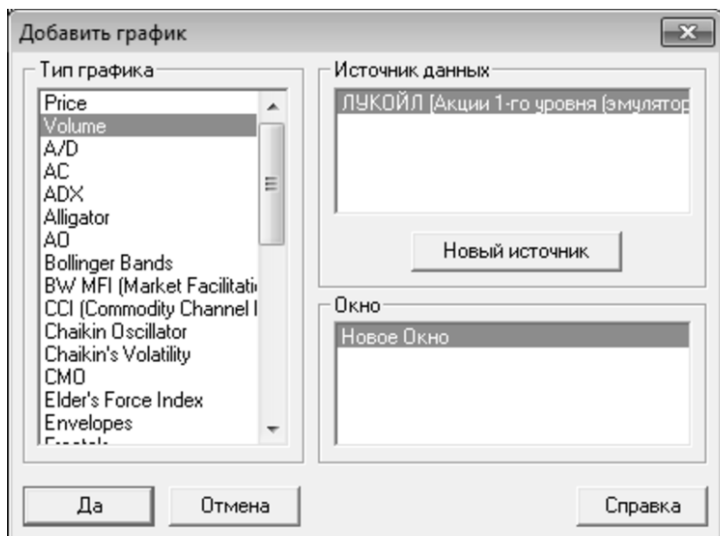 Добавить график
Тип графика
Price
Volume
A/D
AC
ADX
Alligator
AO
Bollinger Bands
BW MFI (Market Facilitati
CCI (Commodity Channel I
Chaikin Oscillator
Chaikin's Volatility
CMO
Elder's Force Index
Envelopes
Источник данных
ЛУКОЙЛ [Акции 1-го уровня (эмулятор
Новый источник
Окно
Новое Окно
Да
Отмена
Справка